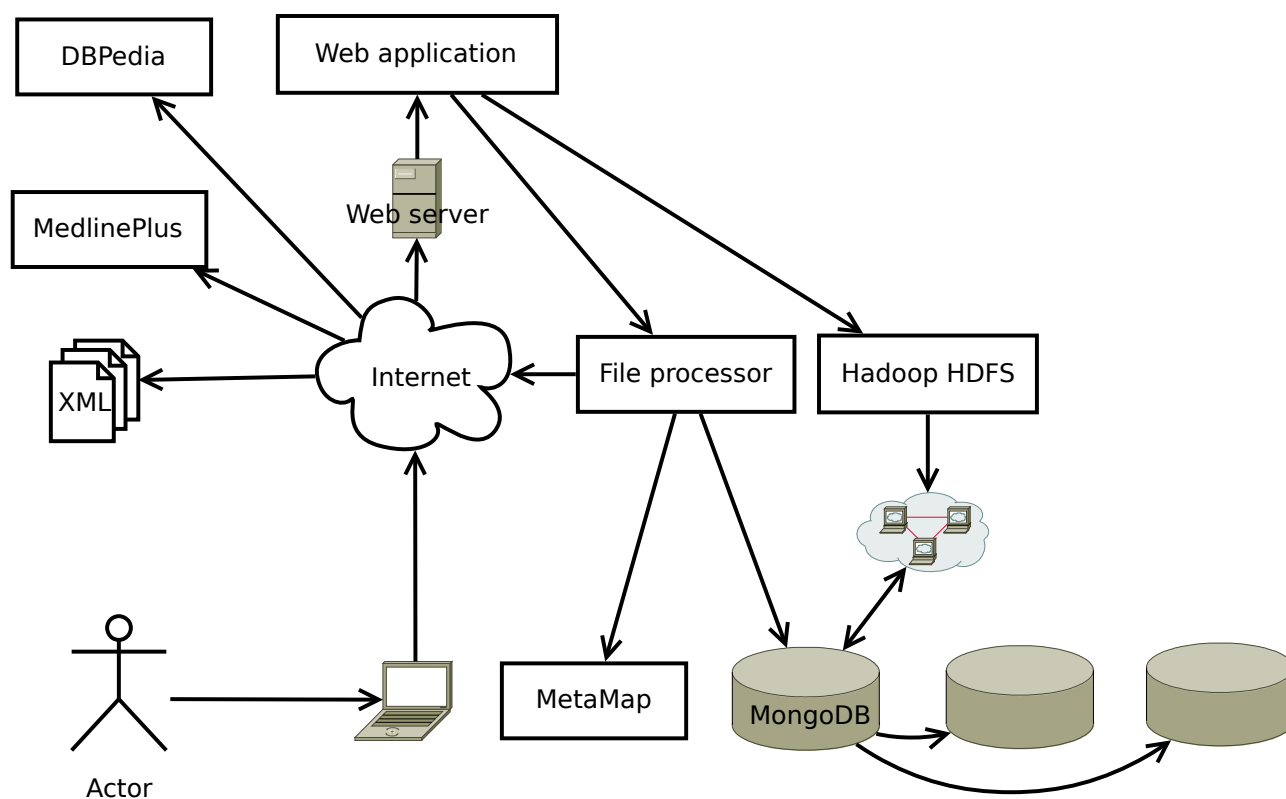 DBPedia
Web application
Web server
MedlinePlus
Internet
File processor
Hadoop HDFS
XML
MetaMap
MongoDB
Actor